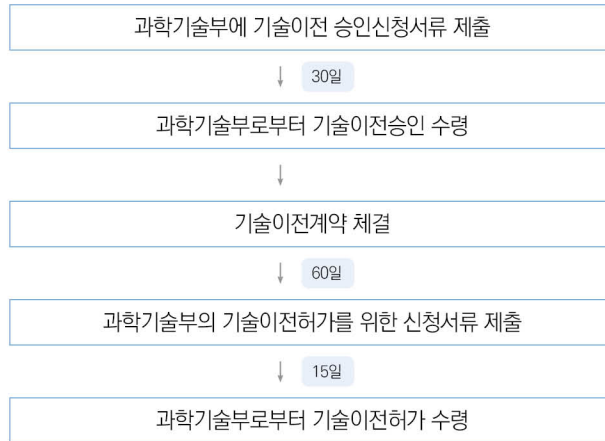 과학기술부에 기술이전 승인신청서류 제출
30일
과학기술부로부터 기술이전승인 수령
기술이전계약 체결
60일
과학기술부의 기술이전허가를 위한 신청서류 제출
15일
과학기술부로부터 기술이전허가 수령